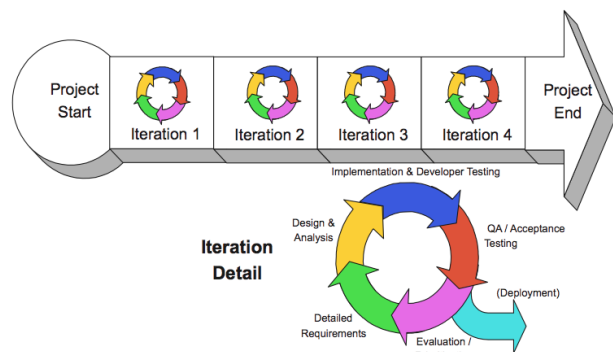 Project
Start
Iteration 1
Iteration 2
Iteration 3
Iteration 4
Project
End
Implementation & Developer Testing
Design &
Analysis
QA / Acceptance
Testing
Iteration
Detail
(Deployment)
Detailed
Requirements
Evaluation /